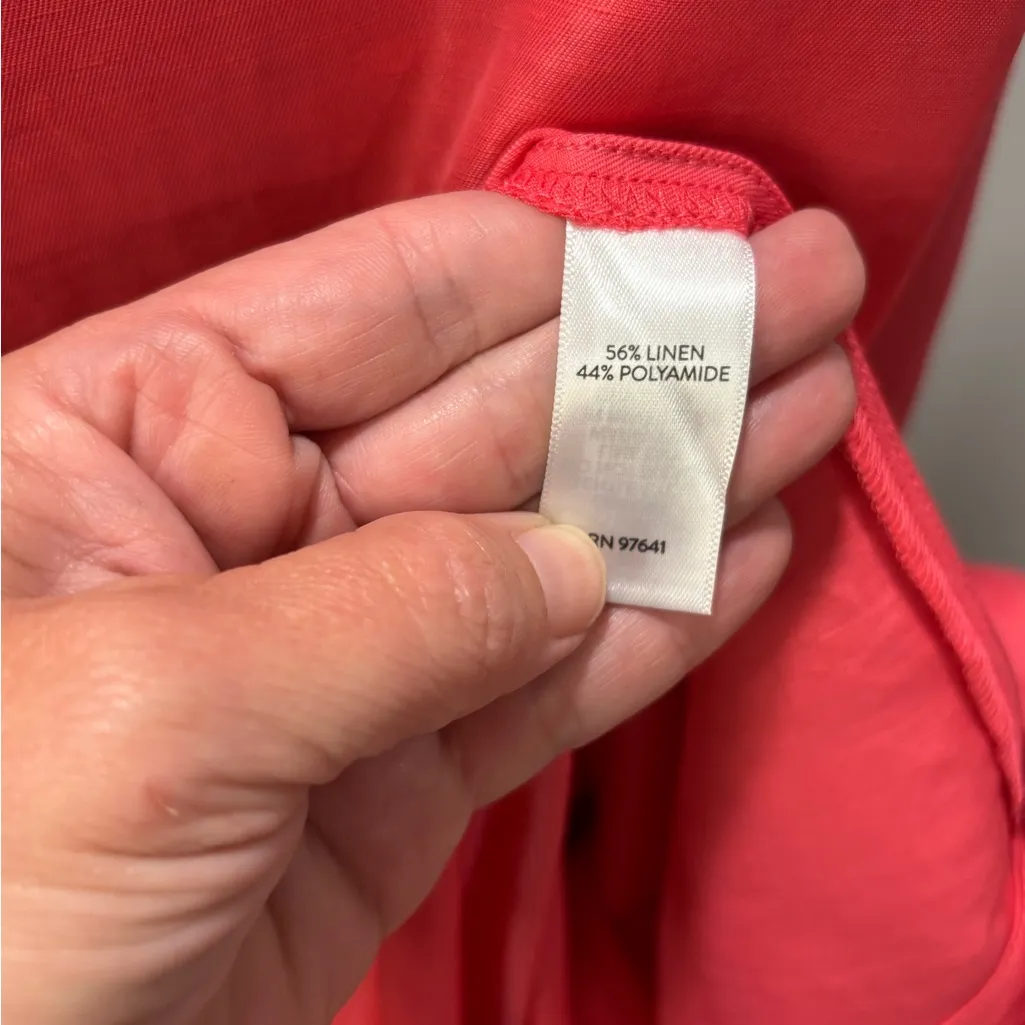 56% LINEN
44% POLYAMIDE
RN 97641